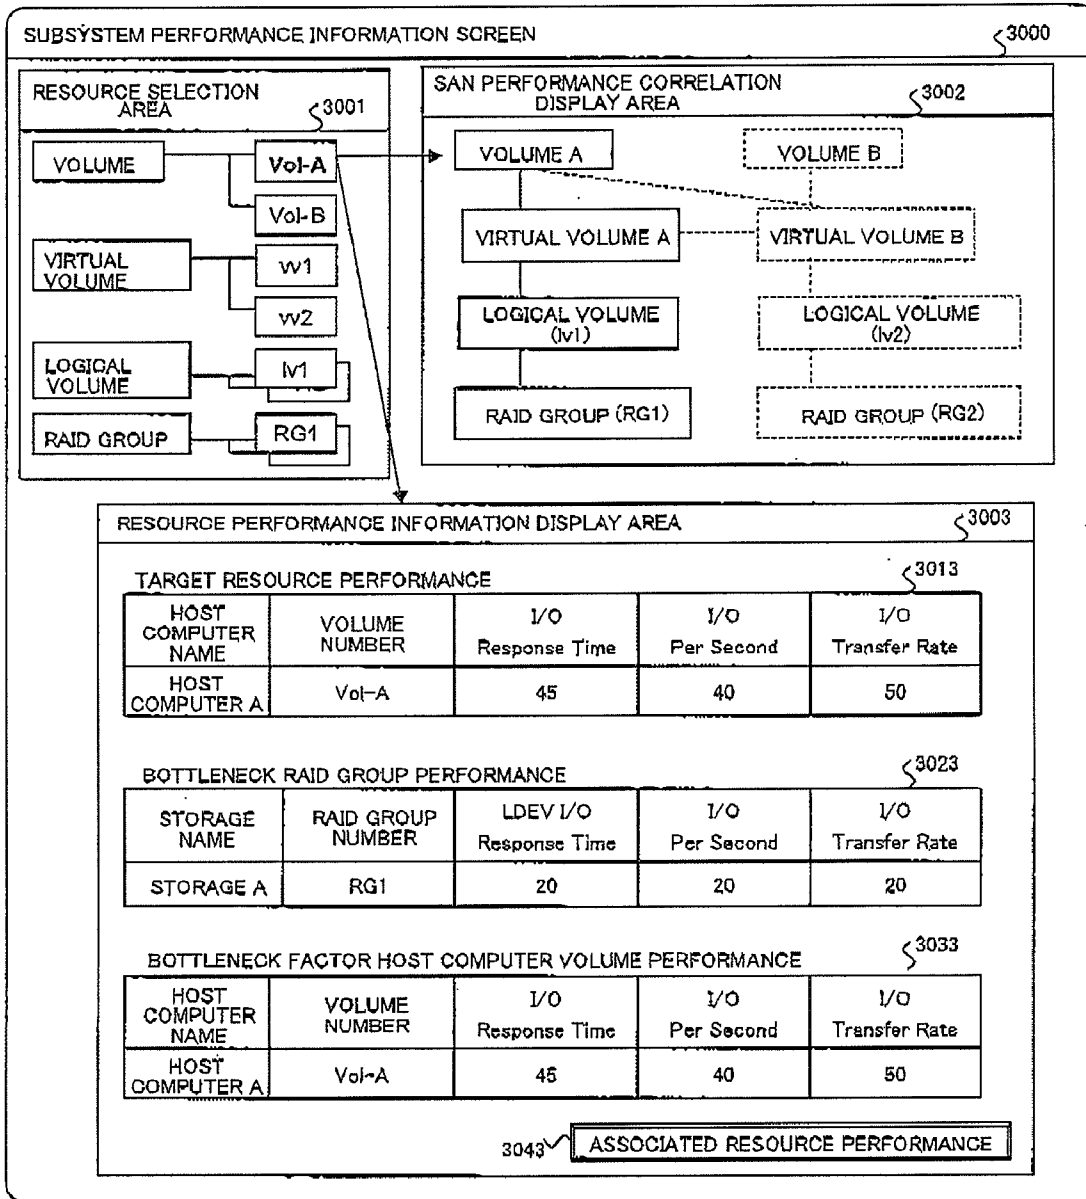 SUBSYSTEM PERFORMANCE INFORMATION SCREEN
3000
RESOURCE SELECTION
AREA
3001
VOLUME
Vol-A
Vol-B
VIRTUAL
VOLUME
vv1
vv2
LOGICAL
VOLUME
lv1
RAID GROUP
RG1
SAN PERFORMANCE CORRELATION
DISPLAY AREA
3002
VOLUME A
VOLUME B
VIRTUAL VOLUME A
VIRTUAL VOLUME B
LOGICAL VOLUME
(lv1)
LOGICAL VOLUME
(lv2)
RAID GROUP (RG1)
RAID GROUP (RG2)
RESOURCE PERFORMANCE INFORMATION DISPLAY AREA
3003
TARGET RESOURCE PERFORMANCE
3013
HOST
COMPUTER
NAME
VOLUME
NUMBER
I/O
Response Time
I/O
Per Second
I/O
Transfer Rate
HOST
COMPUTER A
Vol-A
45
40
50
BOTTLENECK RAID GROUP PERFORMANCE
3023
STORAGE
NAME
RAID GROUP
NUMBER
LDEV I/O
Response Time
I/O
Per Second
I/O
Transfer Rate
STORAGE A
RG1
20
20
20
BOTTLENECK FACTOR HOST COMPUTER VOLUME PERFORMANCE
3033
HOST
COMPUTER
NAME
VOLUME
NUMBER
I/O
Response Time
I/O
Per Second
I/O
Transfer Rate
HOST
COMPUTER A
Vol-A
45
40
50
3043
ASSOCIATED RESOURCE PERFORMANCE